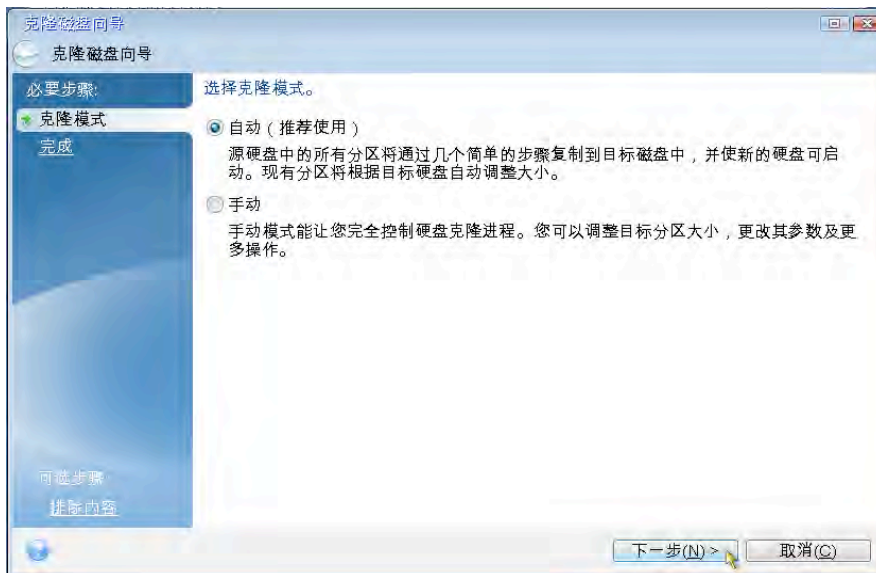 克隆磁盘向导
克隆磁盘向导
必要步骤:
克隆模式
完成
选择克隆模式。
自动（推荐使用）
源硬盘中的所有分区将通过几个简单的步骤复制到目标磁盘中，并使新的硬盘可启
动。现有分区将根据目标硬盘自动调整大小。
手动
手动模式能让您完全控制硬盘克隆进程。您可以调整目标分区大小，更改其参数及更
多操作。
可选步骤:
排除内容
下一步(N) >
取消(C)